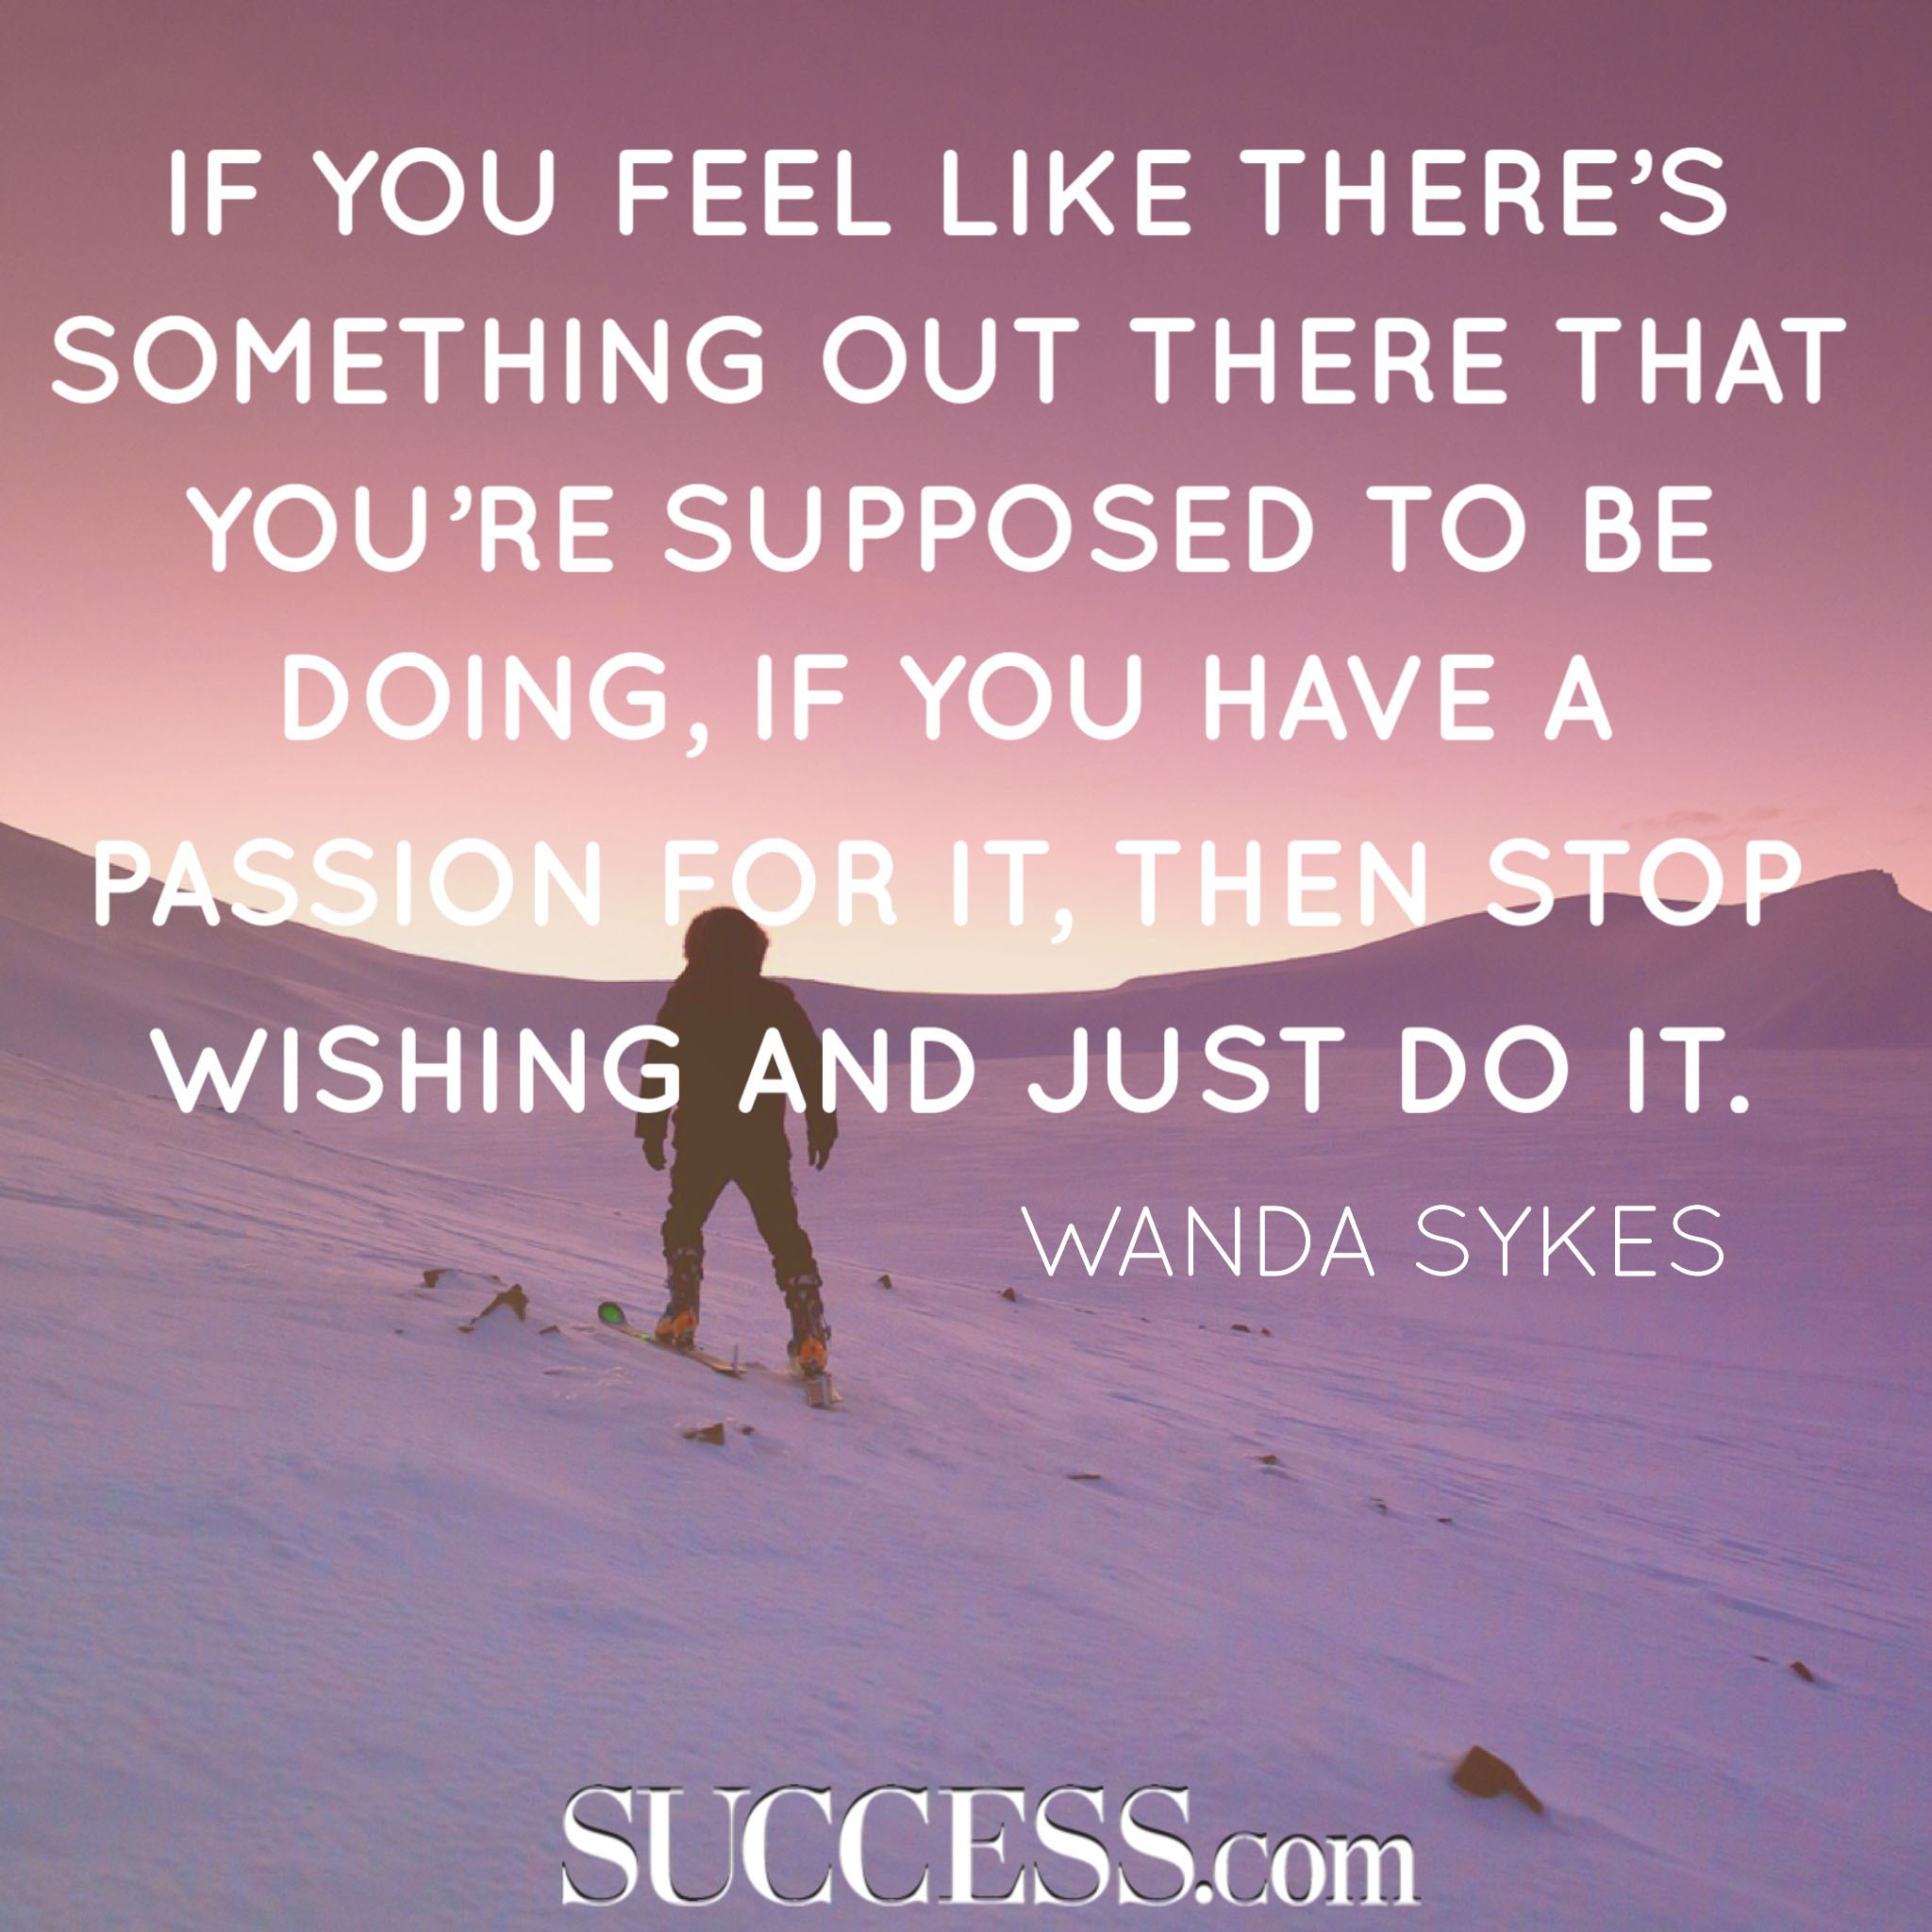 IF YOU FEEL LIKE THERE’S
SOMETHING OUT THERE THAT
YOU’RE SUPPOSED TO BE
DOING, IF YOU HAVE A
PASSION FOR IT, THEN STOP
WISHING AND JUST DO IT.
WANDA SYKES
SUCCESS.com